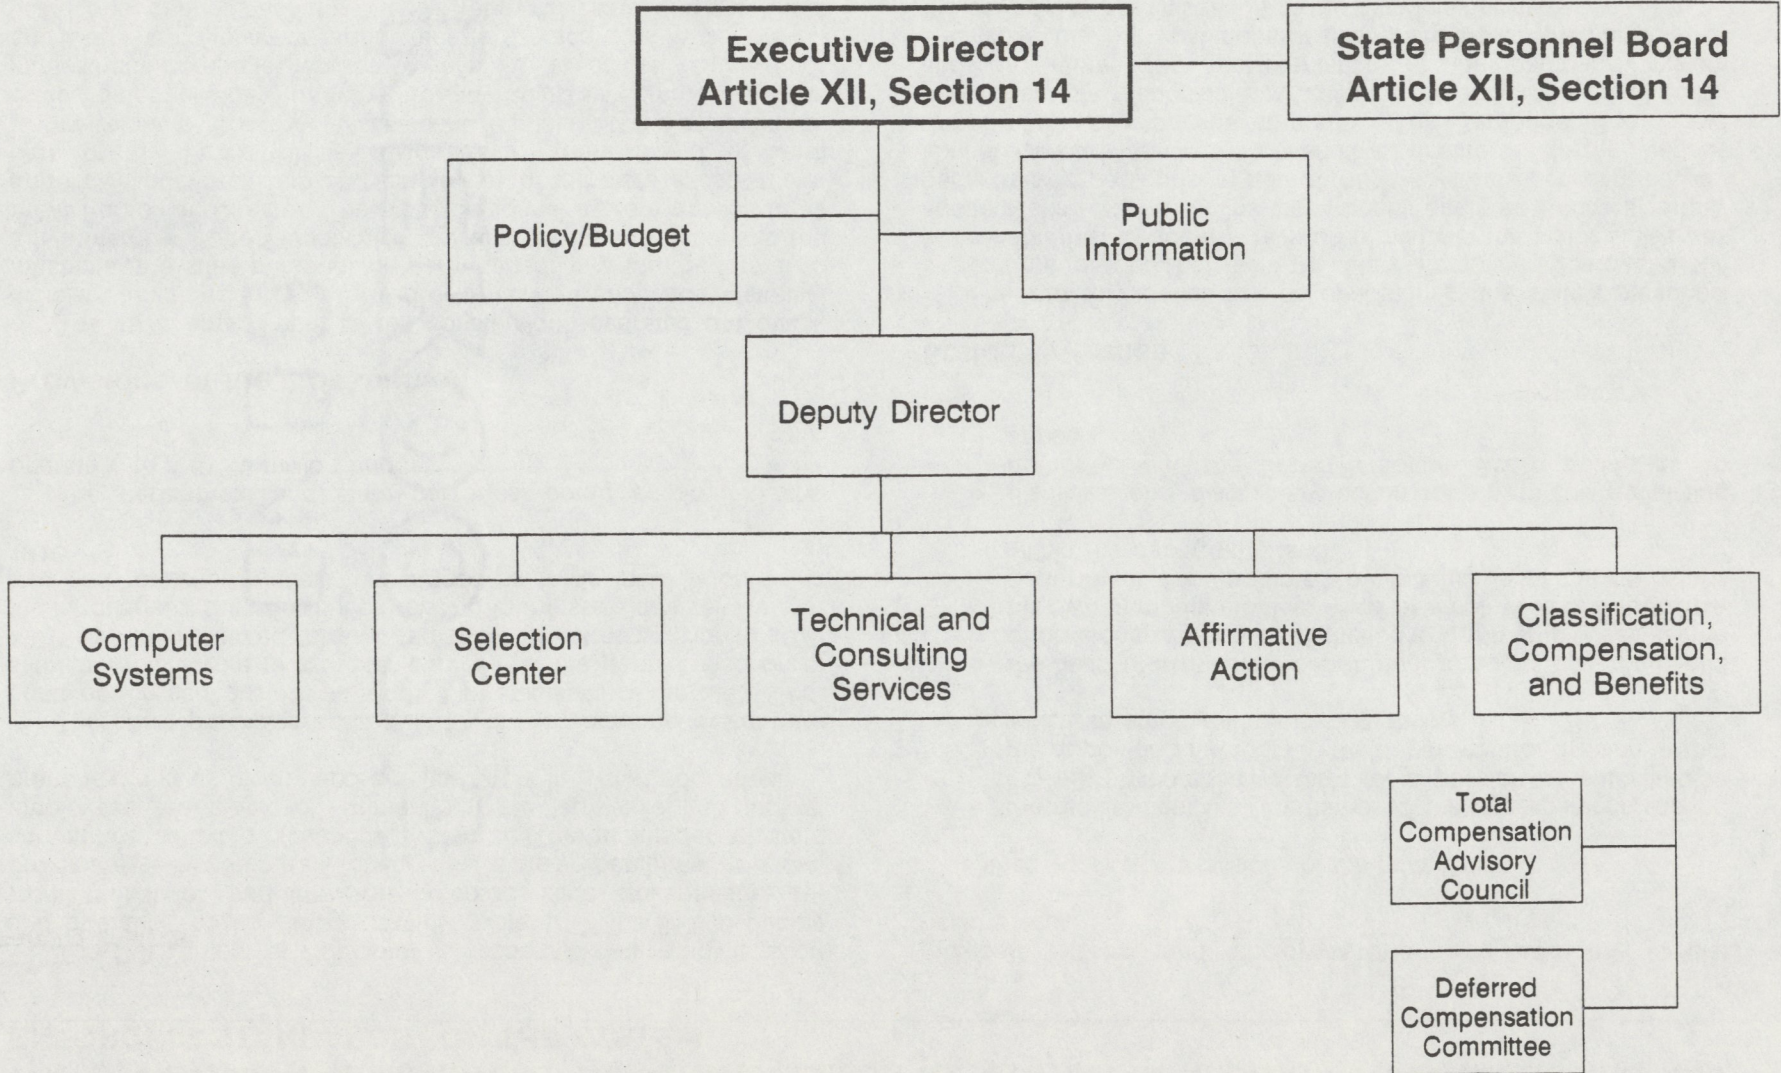 Executive Director
Article XII, Section 14
State Personnel Board
Article XII, Section 14
Policy/Budget
Public
Information
Deputy Director
Computer
Systems
Selection
Center
Technical and
Consulting
Services
Affirmative
Action
Classification,
Compensation,
and Benefits
Total
Compensation
Advisory
Council
Deferred
Compensation
Committee